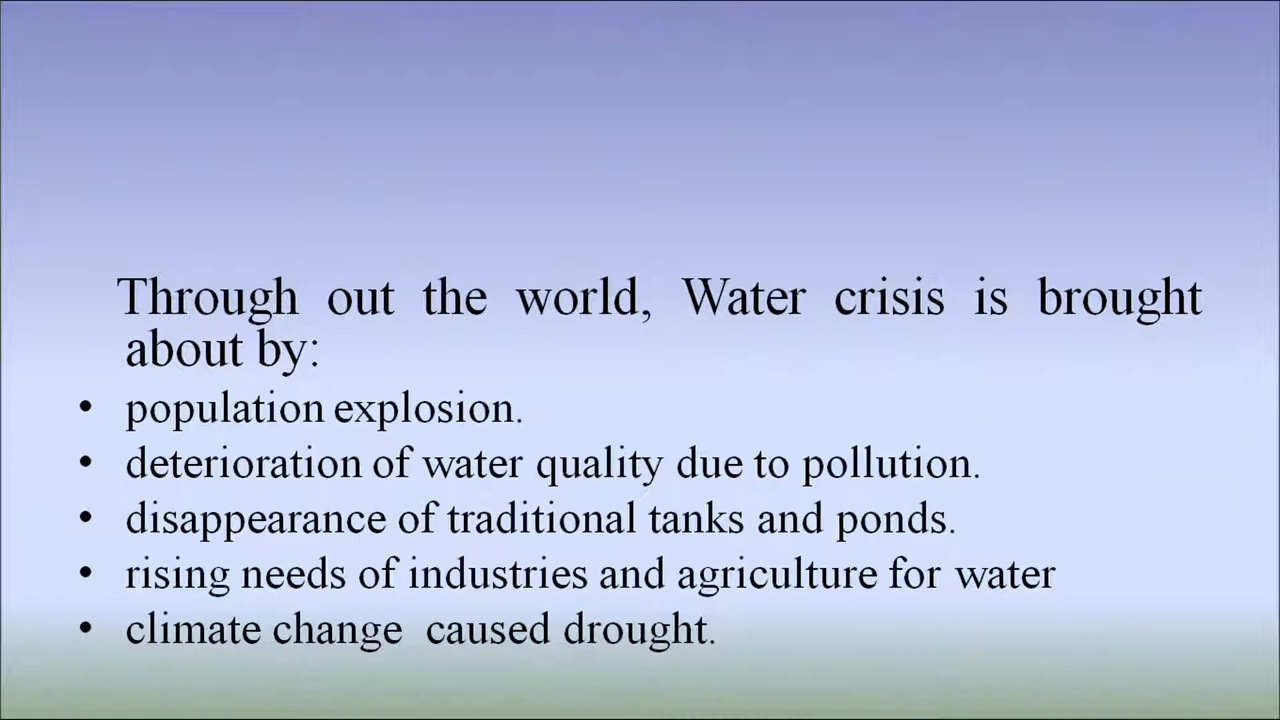 Through out the world, Water crisis is brought
about by:
• population explosion.
• deterioration of water quality due to pollution.
• disappearance of traditional tanks and ponds.
• rising needs of industries and agriculture for water
• climate change  caused drought.